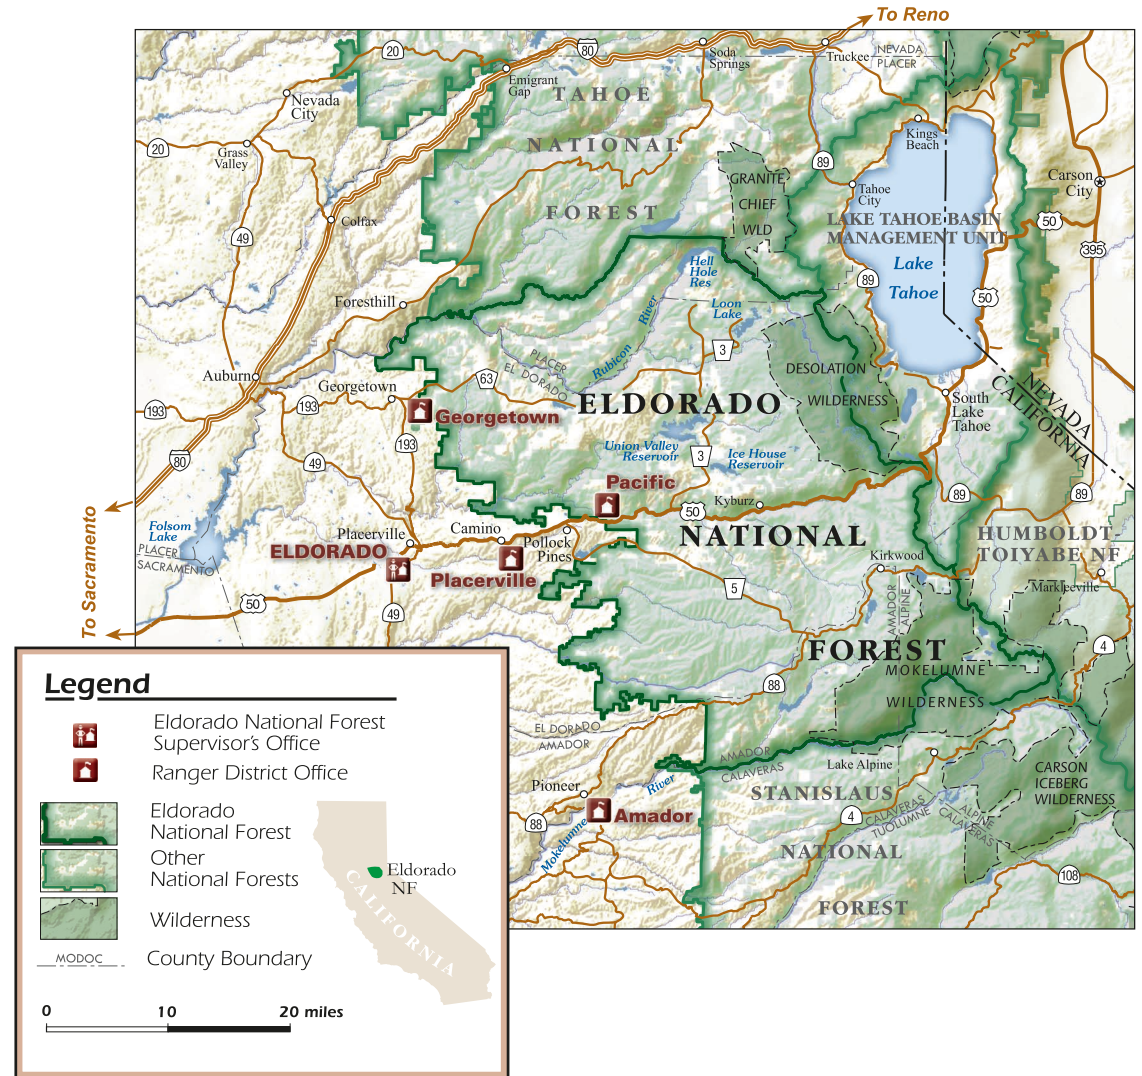 To Reno
20
80
Soda
Springs
Truckee
NEVADA
PLACER
Emigrant
Gap
TAHOE
Nevada
City
Kings
Beach
20
Grass
Valley
NATIONAL
89
GRANITE
CHIEF
WLD
Tahoe
City
Carson
City
Colfax
FOREST
LAKE TAHOE BASIN
MANAGEMENT UNIT
50
49
395
Hell
Hole
Res
Lake
Tahoe
89
50
Foresthill
River
Rubicon
Loon
Lake
3
PLACER
EL DORADO
DESOLATION
WILDERNESS
NEVADA
CALIFORNIA
Auburn
Georgetown
63
193
193
Georgetown
ELDORADO
South
Lake
Tahoe
193
Union Valley
Reservoir
3
Ice House
Reservoir
80
49
Pacific
Kyburz
50
89
89
To Sacramento
Folsom
Lake
PLACER
SACRAMENTO
Placerville
Camino
Pollock
Pines
NATIONAL
HUMBOLDT-
TOIYABE NF
ELDORADO
Placerville
Kirkwood
Markleeville
5
50
49
AMADOR
ALPINE
FOREST
MOKELUMNE
WILDERNESS
4
88
EL DORADO
AMADOR
AMADOR
CALAVERAS
Lake Alpine
CARSON
ICEBERG
WILDERNESS
Pioneer
River
Mokelumne
STANISLAUS
88
Amador
4
CALAVERAS
TUOLUMNE
ALPINE
CALAVERAS
NATIONAL
108
FOREST
Legend
Eldorado National Forest
Supervisor's Office
Ranger District Office
Eldorado
National Forest
Other
National Forests
Wilderness
MODOC
County Boundary
Eldorado
NF
CALIFORNIA
0 10 20 miles